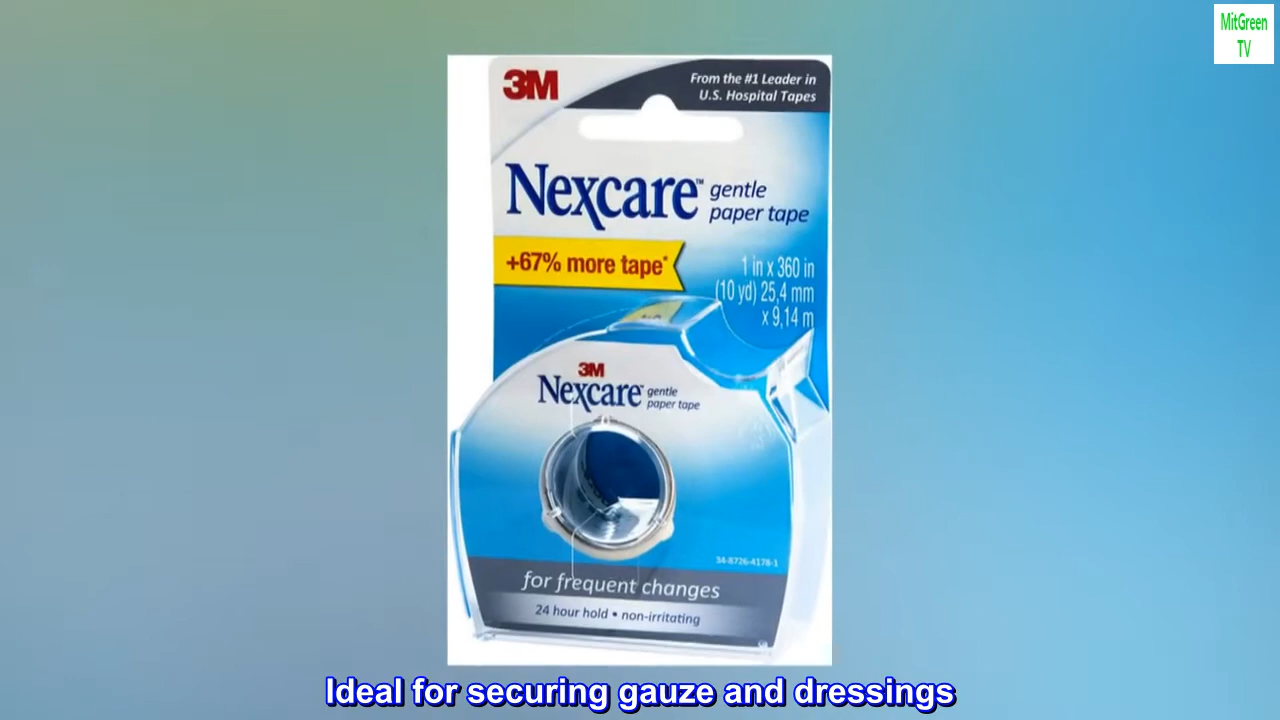 MitGreen
TV
3M
From the #1 Leader in
U.S. Hospital Tapes
Nexcare™ gentle
paper tape
+67% more tape*
1 in x 360 in
(10 yd) 25,4 mm
x 9,14 m
3M
Nexcare™ gentle
paper tape
34-8726-4178-1
for frequent changes
24 hour hold • non-irritating
Ideal for securing gauze and dressings